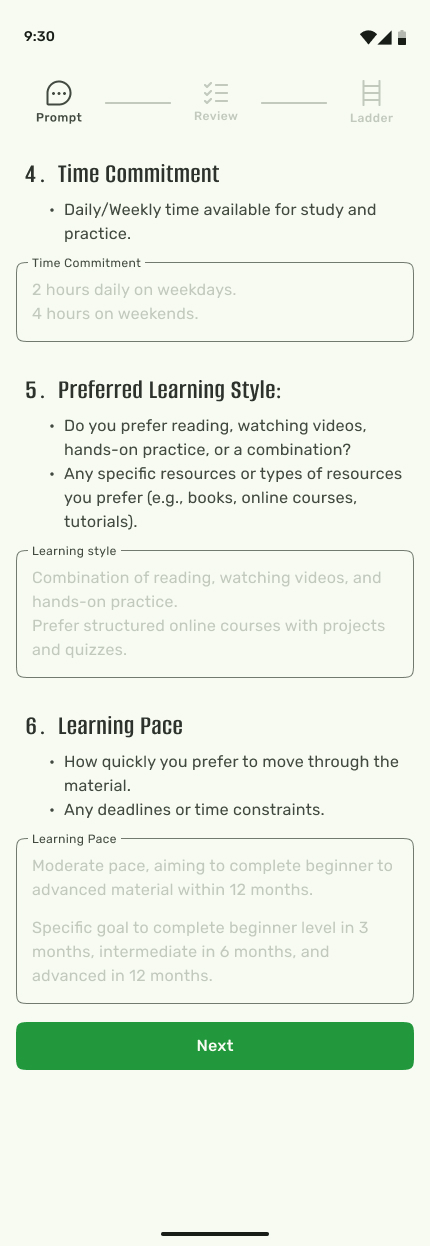 9:30
Prompt
Review
Ladder
4. Time Commitment
• Daily/Weekly time available for study and
practice.
Time Commitment
2 hours daily on weekdays.
4 hours on weekends.
5. Preferred Learning Style:
• Do you prefer reading, watching videos,
hands-on practice, or a combination?
• Any specific resources or types of resources
you prefer (e.g., books, online courses,
tutorials).
Learning style
Combination of reading, watching videos, and
hands-on practice.
Prefer structured online courses with projects
and quizzes.
6. Learning Pace
• How quickly you prefer to move through the
material.
• Any deadlines or time constraints.
Learning Pace
Moderate pace, aiming to complete beginner to
advanced material within 12 months.
Specific goal to complete beginner level in 3
months, intermediate in 6 months, and
advanced in 12 months.
Next